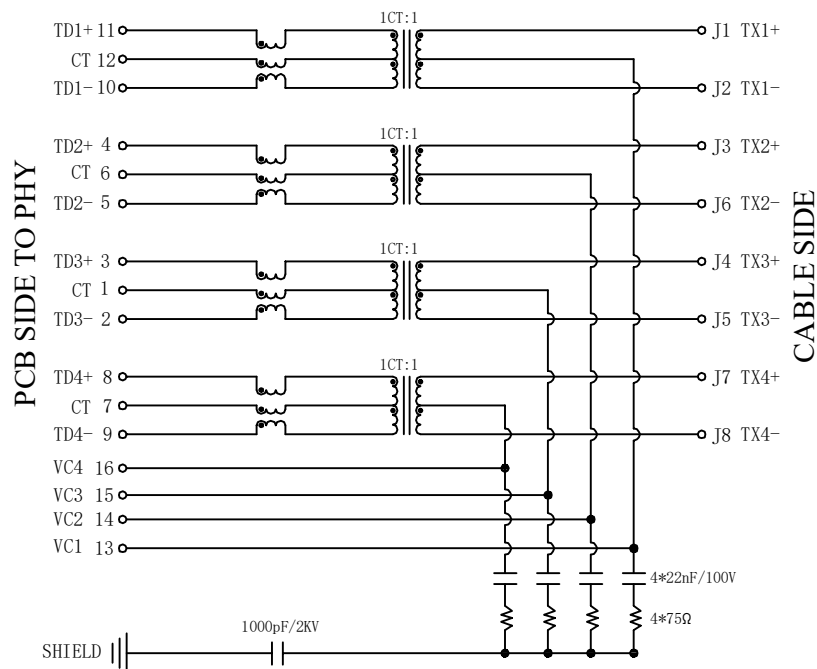 1CT:1
TD1+ 11
J1 TX1+
CT 12
TD1- 10
J2 TX1-
1CT:1
TD2+ 4
J3 TX2+
CT 6
TD2- 5
J6 TX2-
1CT:1
TD3+ 3
J4 TX3+
CT 1
TD3- 2
J5 TX3-
1CT:1
TD4+ 8
J7 TX4+
CT 7
TD4- 9
J8 TX4-
PCB SIDE TO PHY
CABLE SIDE
VC4 16
VC3 15
VC2 14
VC1 13
4*22nF/100V
4*75Ω
1000pF/2KV
SHIELD